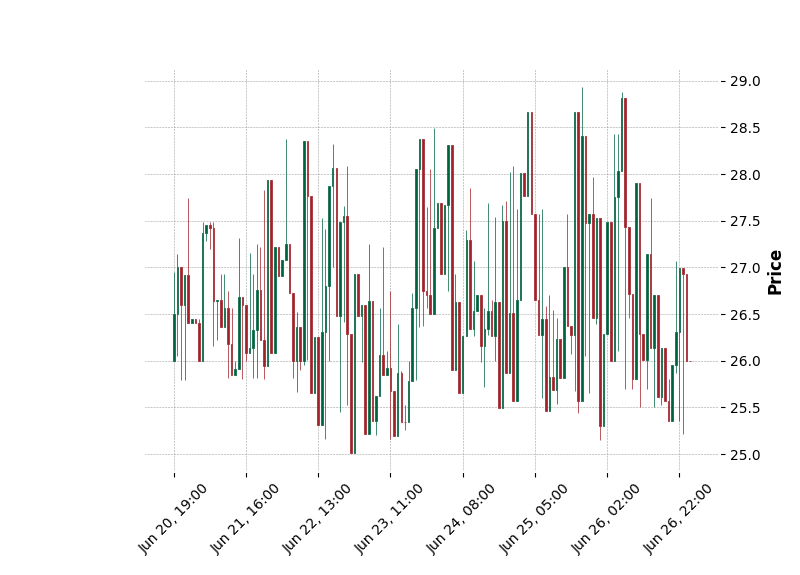 29.0
28.5
28.0
27.5
27.0
26.5
26.0
25.5
25.0
Price
Jun 20, 19:00
Jun 21, 16:00
Jun 22, 13:00
Jun 23, 11:00
Jun 24, 08:00
Jun 25, 05:00
Jun 26, 02:00
Jun 26, 22:00